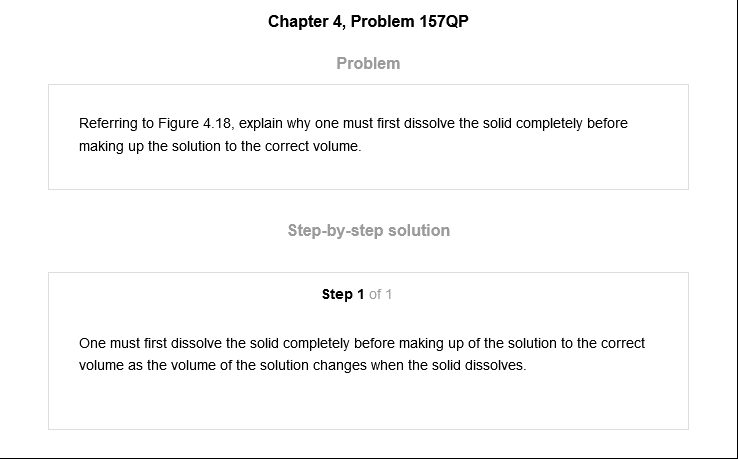 Chapter 4, Problem 157QP
Problem
Referring to Figure 4.18, explain why one must first dissolve the solid completely before
making up the solution to the correct volume.
Step-by-step solution
Step 1 of 1
One must first dissolve the solid completely before making up of the solution to the correct
volume as the volume of the solution changes when the solid dissolves.